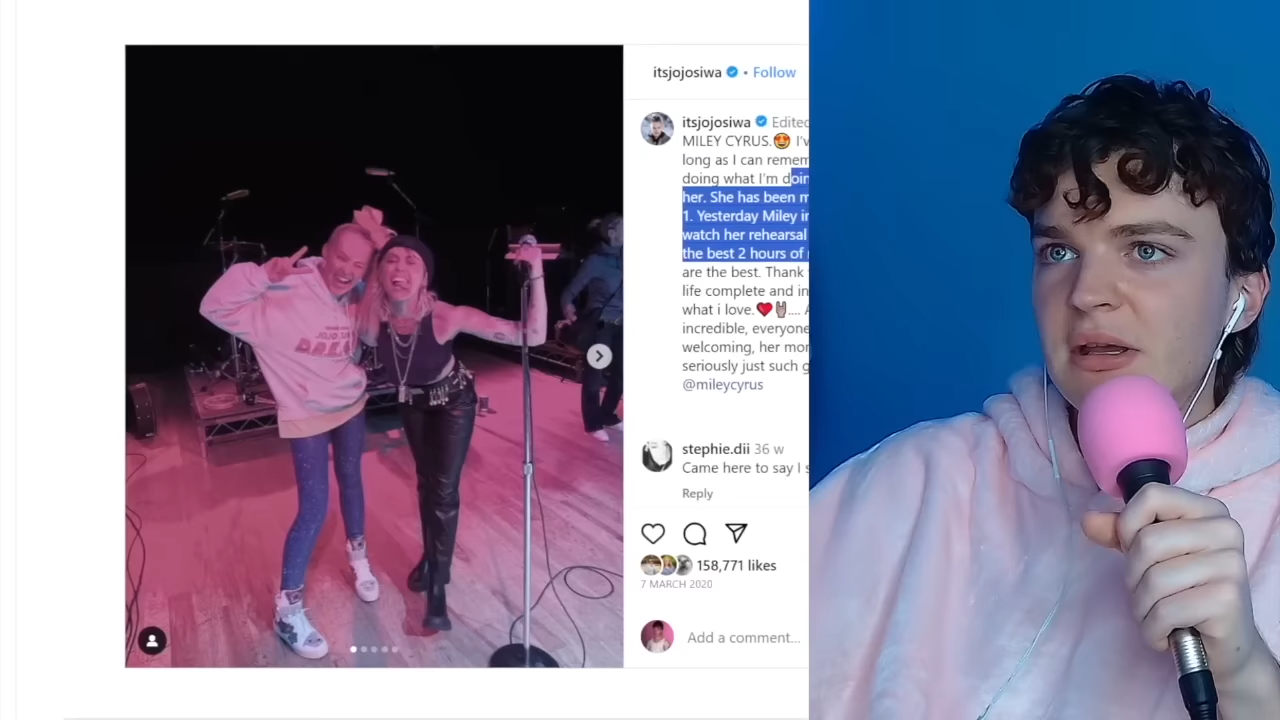 itsjojosiwa • Follow
itsjojosiwa Edited
MILEY CYRUS.😍 I'v
long as I can remem
doing what I'm doin
her. She has been m
1. Yesterday Miley in
watch her rehearsal
the best 2 hours of
are the best. Thank
life complete and in
what i love.❤️🤘.... A
incredible, everyone
welcoming, her mor
seriously just such g
@mileycyrus
stephie.dii 36 w
Came here to say I s
Reply
158,771 likes
7 MARCH 2020
Add a comment...